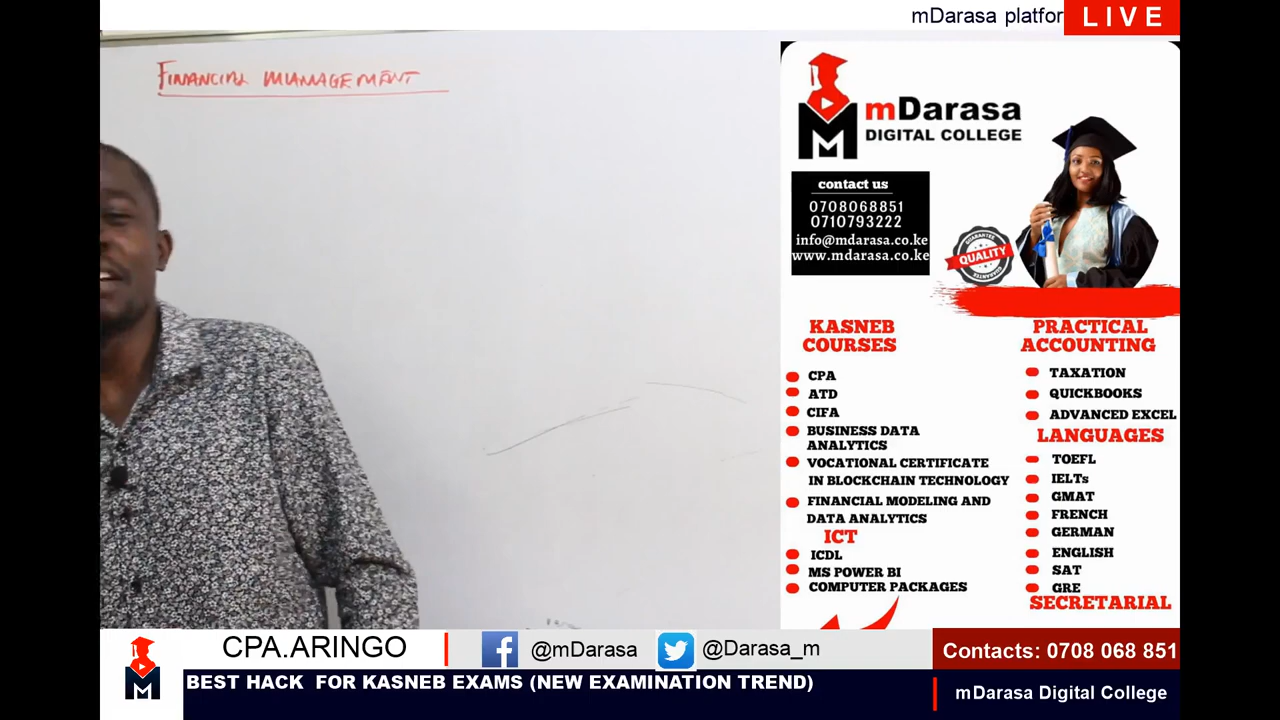 mDarasa platfor
LIVE
FINANCIAL MANAGEMENT
mDarasa
DIGITAL COLLEGE
M
contact us
0708068851
0710793222
info@mdarasa.co.ke
www.mdarasa.co.ke
GUARANTEE
QUALITY
KASNEB
COURSES
CPA
ATD
CIFA
BUSINESS DATA
ANALYTICS
VOCATIONAL CERTIFICATE
IN BLOCKCHAIN TECHNOLOGY
FINANCIAL MODELING AND
DATA ANALYTICS
ICT
ICDL
MS POWER BI
COMPUTER PACKAGES
PRACTICAL
ACCOUNTING
TAXATION
QUICKBOOKS
ADVANCED EXCEL
LANGUAGES
TOEFL
IELTs
GMAT
FRENCH
GERMAN
ENGLISH
SAT
GRE
SECRETARIAL
M
CPA.ARINGO
@mDarasa
@Darasa_m
Contacts: 0708 068 851
BEST HACK FOR KASNEB EXAMS (NEW EXAMINATION TREND)
mDarasa Digital College